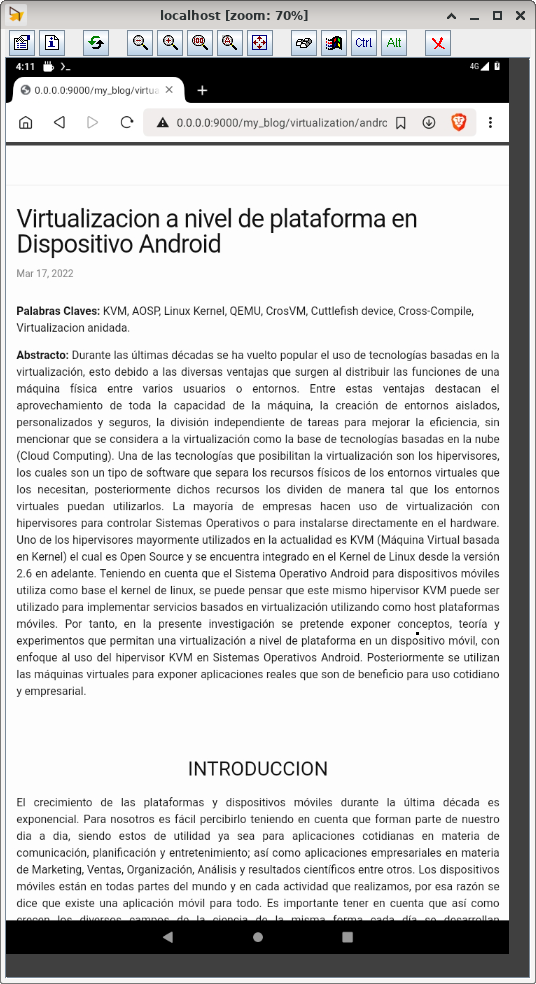 localhost [zoom: 70%]
Ctrl Alt
4:11 4G
0.0.0.0:9000/my_blog/virtua
0.0.0.0:9000/my_blog/virtualization/andro
Virtualizacion a nivel de plataforma en
Dispositivo Android
Mar 17, 2022
Palabras Claves: KVM, AOSP, Linux Kernel, QEMU, CrosVM, Cuttlefish device, Cross-Compile,
Virtualizacion anidada.
Abstracto: Durante las últimas décadas se ha vuelto popular el uso de tecnologías basadas en la
virtualización, esto debido a las diversas ventajas que surgen al distribuir las funciones de una
máquina física entre varios usuarios o entornos. Entre estas ventajas destacan el
aprovechamiento de toda la capacidad de la máquina, la creación de entornos aislados,
personalizados y seguros, la división independiente de tareas para mejorar la eficiencia, sin
mencionar que se considera a la virtualización como la base de tecnologías basadas en la nube
(Cloud Computing). Una de las tecnologías que posibilitan la virtualización son los hipervisores,
los cuales son un tipo de software que separa los recursos físicos de los entornos virtuales que
los necesitan, posteriormente dichos recursos los dividen de manera tal que los entornos
virtuales puedan utilizarlos. La mayoría de empresas hacen uso de virtualización con
hipervisores para controlar Sistemas Operativos o para instalarse directamente en el hardware.
Uno de los hipervisores mayormente utilizados en la actualidad es KVM (Máquina Virtual basada
en Kernel) el cual es Open Source y se encuentra integrado en el Kernel de Linux desde la versión
2.6 en adelante. Teniendo en cuenta que el Sistema Operativo Android para dispositivos móviles
utiliza como base el kernel de linux, se puede pensar que este mismo hipervisor KVM puede ser
utilizado para implementar servicios basados en virtualización utilizando como host plataformas
móviles. Por tanto, en la presente investigación se pretende exponer conceptos, teoría y
experimentos que permitan una virtualización a nivel de plataforma en un dispositivo móvil, con
enfoque al uso del hipervisor KVM en Sistemas Operativos Android. Posteriormente se utilizan
las máquinas virtuales para exponer aplicaciones reales que son de beneficio para uso cotidiano
y empresarial.
INTRODUCCION
El crecimiento de las plataformas y dispositivos móviles durante la última década es
exponencial. Para nosotros es fácil percibirlo teniendo en cuenta que forman parte de nuestro
dia a dia, siendo estos de utilidad ya sea para aplicaciones cotidianas en materia de
comunicación, planificación y entretenimiento; así como aplicaciones empresariales en materia
de Marketing, Ventas, Organización, Análisis y resultados científicos entre otros. Los dispositivos
móviles están en todas partes del mundo y en cada actividad que realizamos, por esa razón se
dice que existe una aplicación móvil para todo. Es importante tener en cuenta que así como
crecen los diversos campos de la ciencia de la misma forma cada día se desarrollan